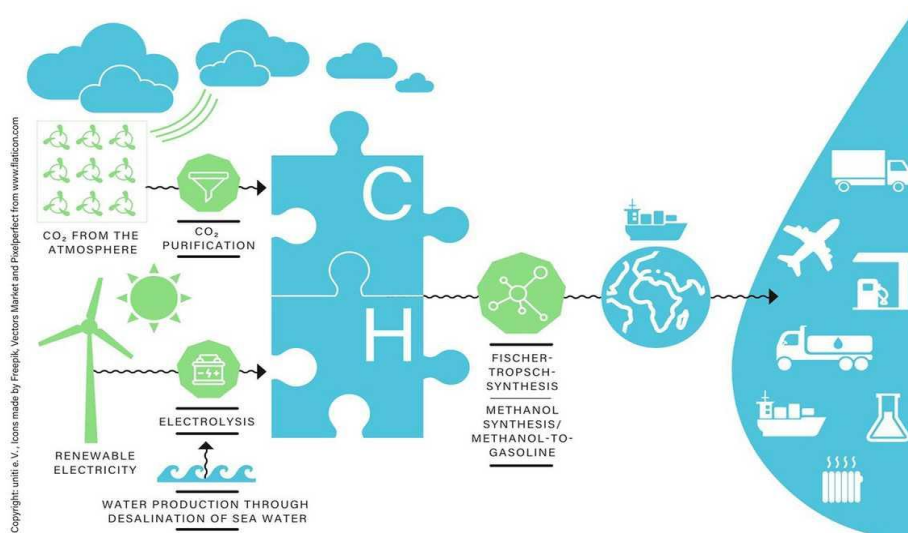 Copyright: uniti e. V., Icons made by Freepik, Vectors Market and Pixelperfect from www.flaticon.com
CO₂ FROM THE
ATMOSPHERE
CO₂
PURIFICATION
C
H
RENEWABLE
ELECTRICITY
ELECTROLYSIS
WATER PRODUCTION THROUGH
DESALINATION OF SEA WATER
FISCHER-
TROPSCH-
SYNTHESIS
METHANOL
SYNTHESIS/
METHANOL-TO-
GASOLINE